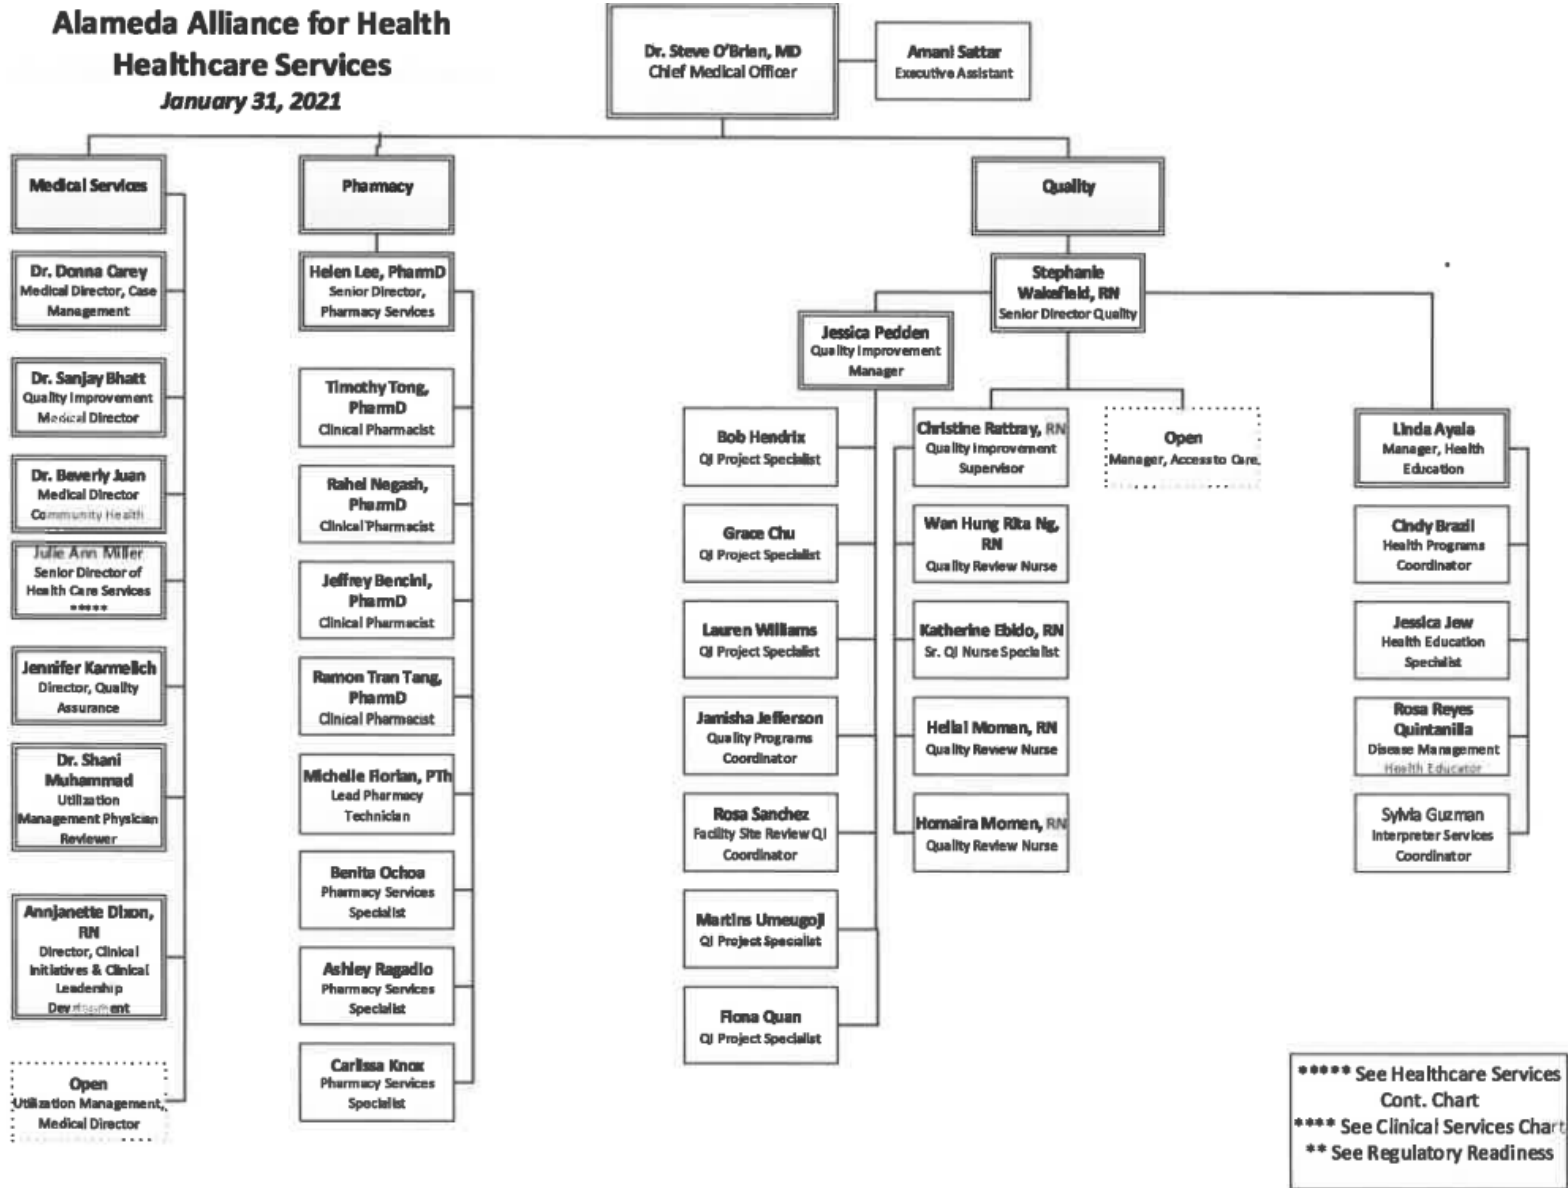 Alameda Alliance for Health
Healthcare Services
January 31, 2021
Dr. Steve O'Brien, MD
Chief Medical Officer
Amani Sattar
Executive Assistant
Medical Services
Dr. Donna Carey
Medical Director, Case
Management
Dr. Sanjay Bhatt
Quality Improvement
Medical Director
Dr. Beverly Juan
Medical Director
Community Health
Julie Ann Miller
Senior Director of
Health Care Services
*****
Jennifer Karmelich
Director, Quality
Assurance
Dr. Shani
Muhammad
Utilization
Management Physician
Reviewer
Annjanette Dixon,
RN
Director, Clinical
Initiatives & Clinical
Leadership
Development
Open
Utilization Management,
Medical Director
Pharmacy
Helen Lee, PharmD
Senior Director,
Pharmacy Services
Timothy Tong,
PharmD
Clinical Pharmacist
Rahel Negash,
PharmD
Clinical Pharmacist
Jeffrey Bencini,
PharmD
Clinical Pharmacist
Ramon Tran Tang,
PharmD
Clinical Pharmacist
Michelle Florian, PTh
Lead Pharmacy
Technician
Benita Ochoa
Pharmacy Services
Specialist
Ashley Ragadio
Pharmacy Services
Specialist
Carlissa Knox
Pharmacy Services
Specialist
Quality
Stephanie
Wakefield, RN
Senior Director Quality
Jessica Pedden
Quality Improvement
Manager
Bob Hendrix
QI Project Specialist
Grace Chu
QI Project Specialist
Lauren Williams
QI Project Specialist
Jamisha Jefferson
Quality Programs
Coordinator
Rosa Sanchez
Facility Site Review QI
Coordinator
Martins Umeugoji
QI Project Specialist
Fiona Quan
QI Project Specialist
Christine Rattray, RN
Quality Improvement
Supervisor
Wan Hung Rita Ng,
RN
Quality Review Nurse
Katherine Ebido, RN
Sr. QI Nurse Specialist
Hellai Momen, RN
Quality Review Nurse
Homaira Momen, RN
Quality Review Nurse
Open
Manager, Access to Care,
Linda Ayala
Manager, Health
Education
Cindy Brazil
Health Programs
Coordinator
Jessica Jew
Health Education
Specialist
Rosa Reyes
Quintanilla
Disease Management
Health Educator
Sylvia Guzman
Interpreter Services
Coordinator
***** See Healthcare Services
Cont. Chart
**** See Clinical Services Chart
** See Regulatory Readiness